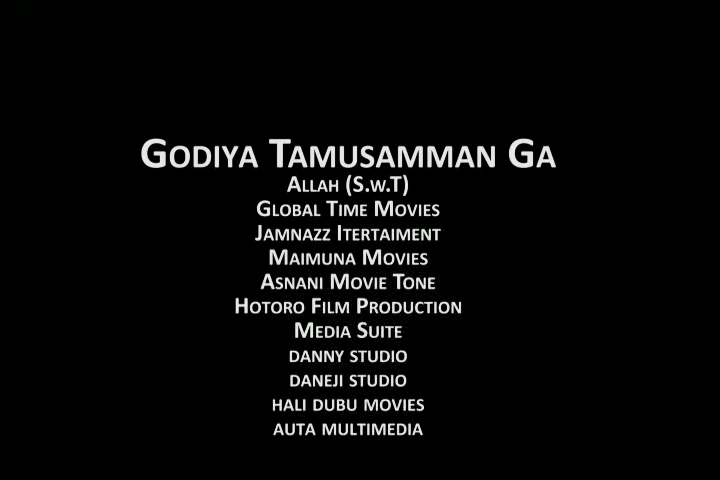 Godiya Tamusamman Ga
Allah (S.w.T)
Global Time Movies
Jamnazz Itertaiment
Maimuna Movies
Asnani Movie Tone
Hotoro Film Production
Media Suite
danny studio
daneji studio
hali dubu movies
auta multimedia